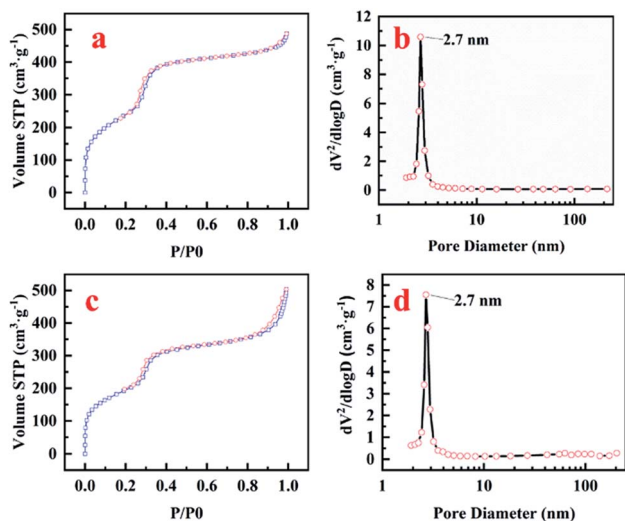 a
Volume STP (cm³·g⁻¹)
500
400
300
200
100
0
0.0 0.2 0.4 0.6 0.8 1.0
P/P0
b
2.7 nm
dV²/dlogD (cm³·g⁻¹)
12
10
8
6
4
2
0
1 10 100
Pore Diameter (nm)
c
Volume STP (cm³·g⁻¹)
500
400
300
200
100
0
0.0 0.2 0.4 0.6 0.8 1.0
P/P0
d
2.7 nm
dV²/dlogD (cm³·g⁻¹)
8
7
6
5
4
3
2
1
0
1 10 100
Pore Diameter (nm)